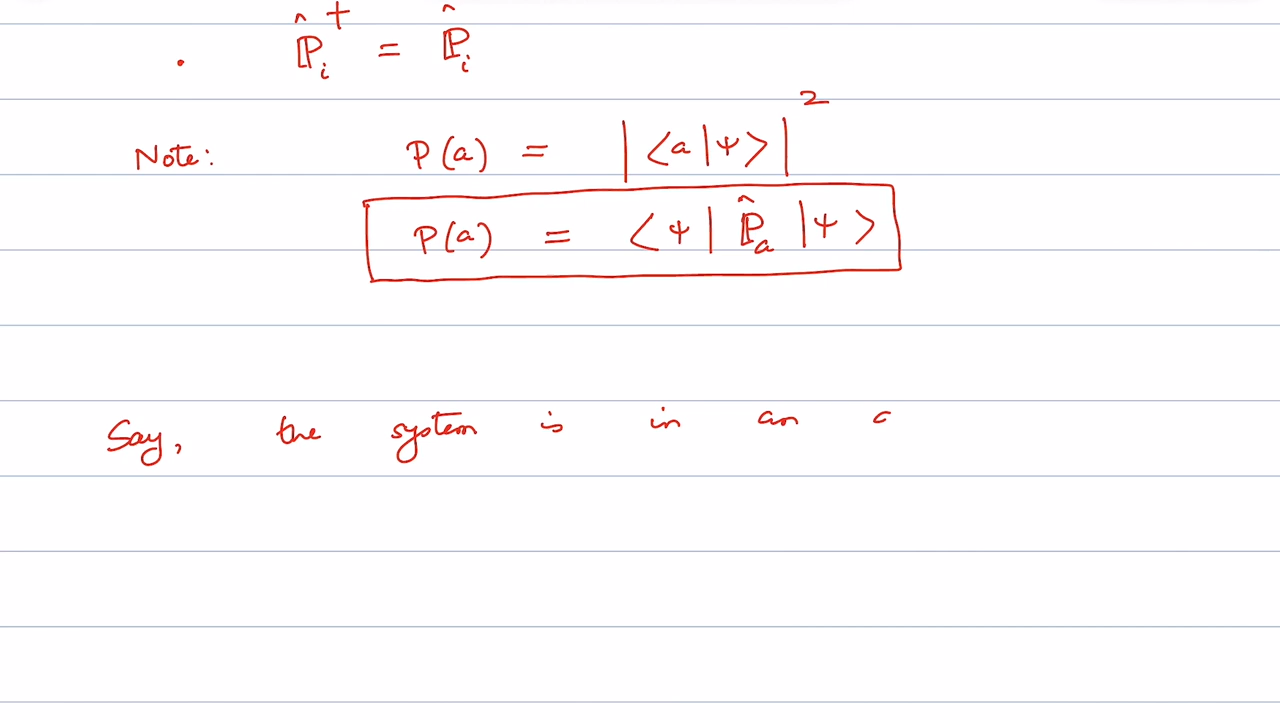 . ℙ̂ᵢ† = ℙ̂ᵢ
Note: P(a) = |⟨a|ψ⟩|²
P(a) = ⟨ψ| ℙ̂ₐ |ψ⟩
Say, the system is in an